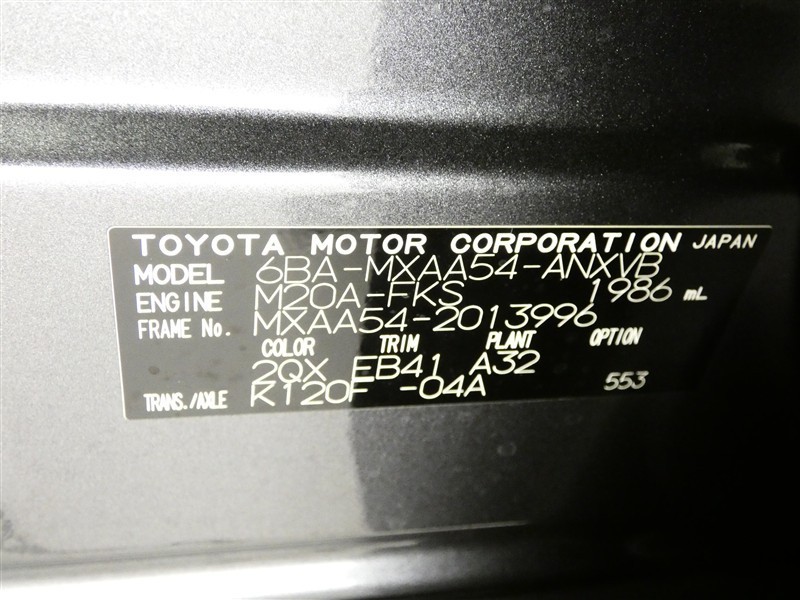 TOYOTA MOTOR CORPORATION JAPAN
MODEL 6BA-MXAA54-ANXVB
ENGINE M20A-FKS 1986 mL
FRAME No. MXAA54-2013996
COLOR TRIM PLANT OPTION
2QX EB41 A32
TRANS./AXLE K120F -04A 553